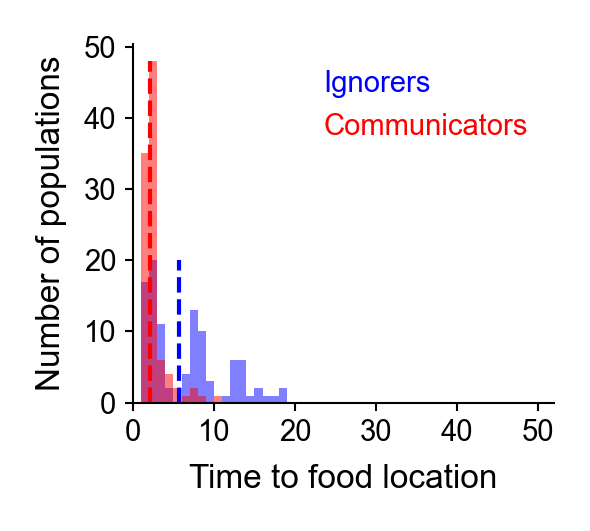 Number of populations
50
40
30
20
10
0
Ignorers
Communicators
0 10 20 30 40 50
Time to food location